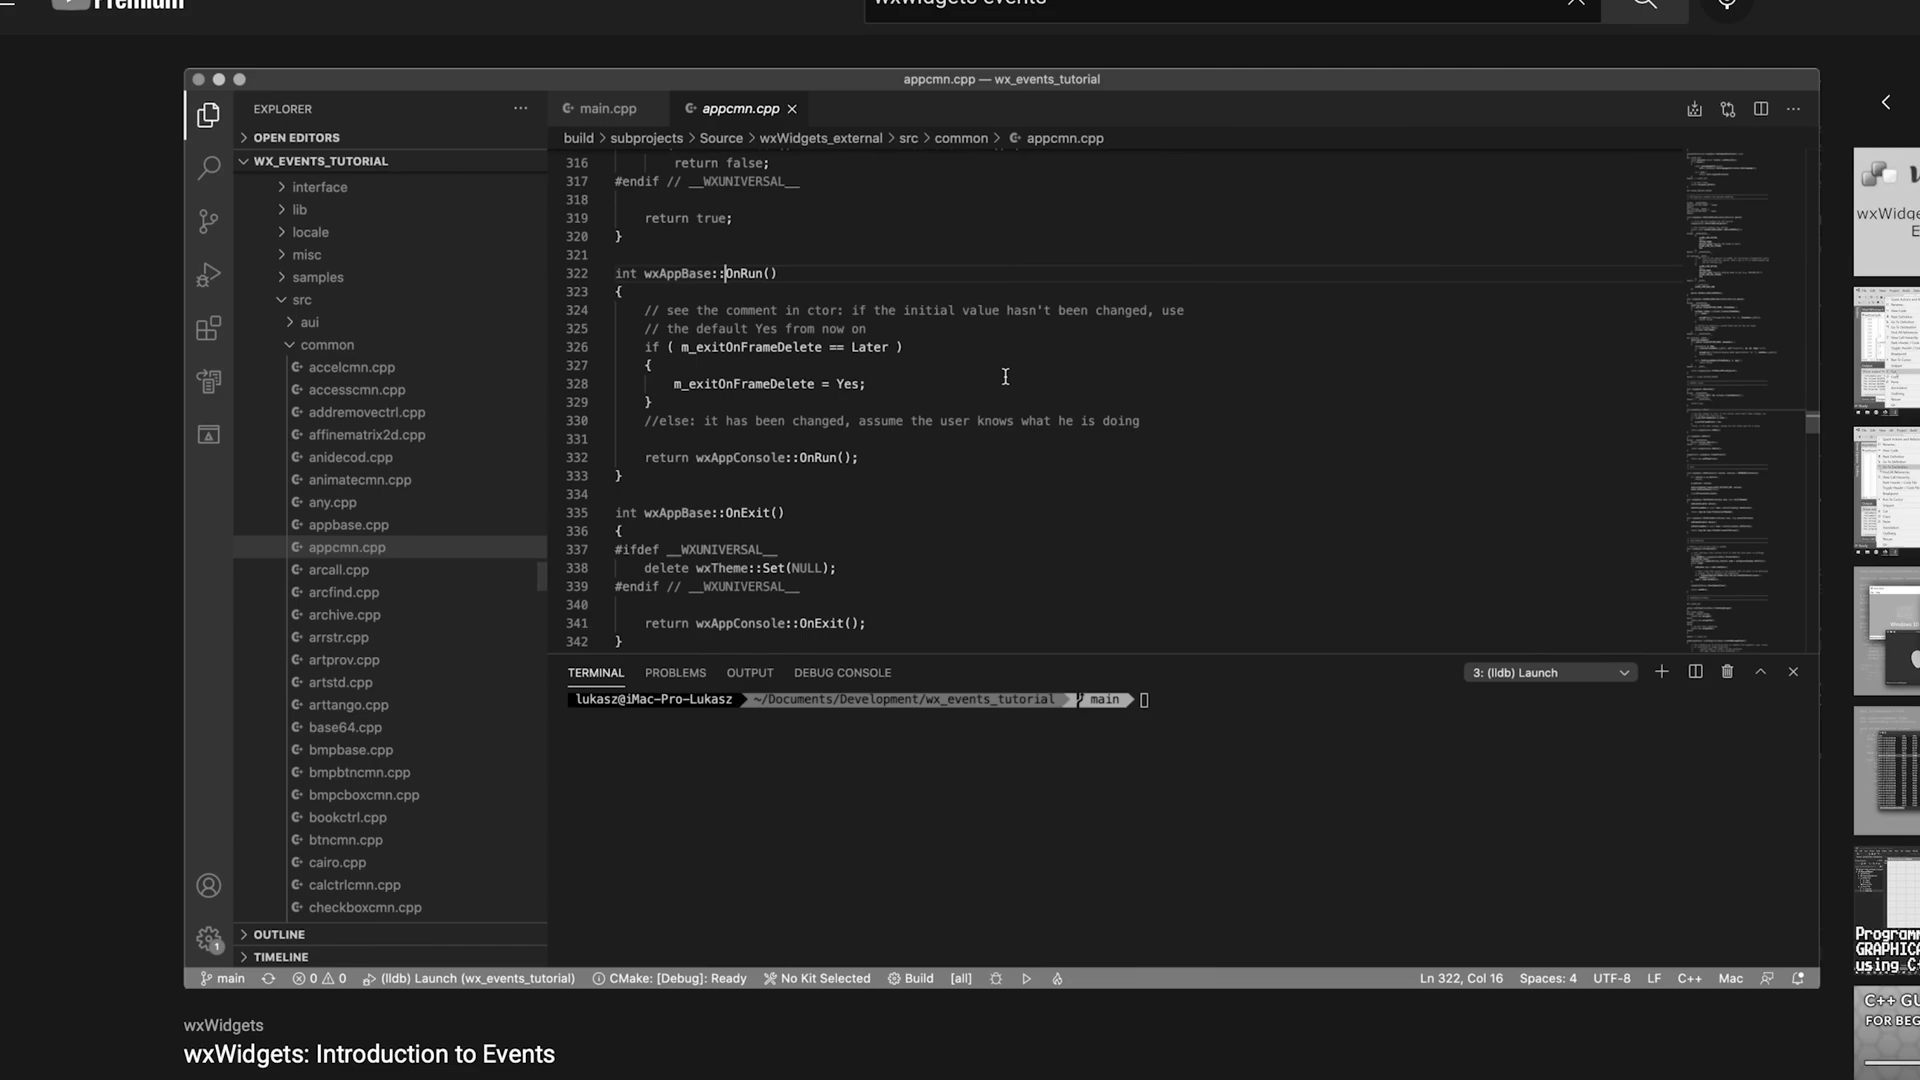 Premium
wxWidgets events
appcmn.cpp — wx_events_tutorial
EXPLORER
OPEN EDITORS
WX_EVENTS_TUTORIAL
interface
lib
locale
misc
samples
src
aui
common
accelcmn.cpp
accesscmn.cpp
addremovectrl.cpp
affinematrix2d.cpp
anidecod.cpp
animatecmn.cpp
any.cpp
appbase.cpp
appcmn.cpp
arcall.cpp
arcfind.cpp
archive.cpp
arrstr.cpp
artprov.cpp
artstd.cpp
arttango.cpp
base64.cpp
bmpbase.cpp
bmpbtncmn.cpp
bmpcboxcmn.cpp
bookctrl.cpp
btncmn.cpp
cairo.cpp
calctrlcmn.cpp
checkboxcmn.cpp
OUTLINE
TIMELINE
main.cpp
appcmn.cpp
build > subprojects > Source > wxWidgets_external > src > common > appcmn.cpp
316 return false;
317 #endif // __WXUNIVERSAL__
318
319 return true;
320 }
321
322 int wxAppBase::OnRun()
323 {
324 // see the comment in ctor: if the initial value hasn't been changed, use
325 // the default Yes from now on
326 if ( m_exitOnFrameDelete == Later )
327 {
328 m_exitOnFrameDelete = Yes;
329 }
330 //else: it has been changed, assume the user knows what he is doing
331
332 return wxAppConsole::OnRun();
333 }
334
335 int wxAppBase::OnExit()
336 {
337 #ifdef __WXUNIVERSAL__
338 delete wxTheme::Set(NULL);
339 #endif // __WXUNIVERSAL__
340
341 return wxAppConsole::OnExit();
342 }
TERMINAL PROBLEMS OUTPUT DEBUG CONSOLE
3: (lldb) Launch
lukasz@iMac-Pro-Lukasz ~/Documents/Development/wx_events_tutorial main
1
main 0 0 (lldb) Launch (wx_events_tutorial) CMake: [Debug]: Ready No Kit Selected Build [all]
Ln 322, Col 16 Spaces: 4 UTF-8 LF C++ Mac
wxWidgets
wxWidgets: Introduction to Events
Programm
GRAPHICA
using C+
C++ GU
FOR BEG